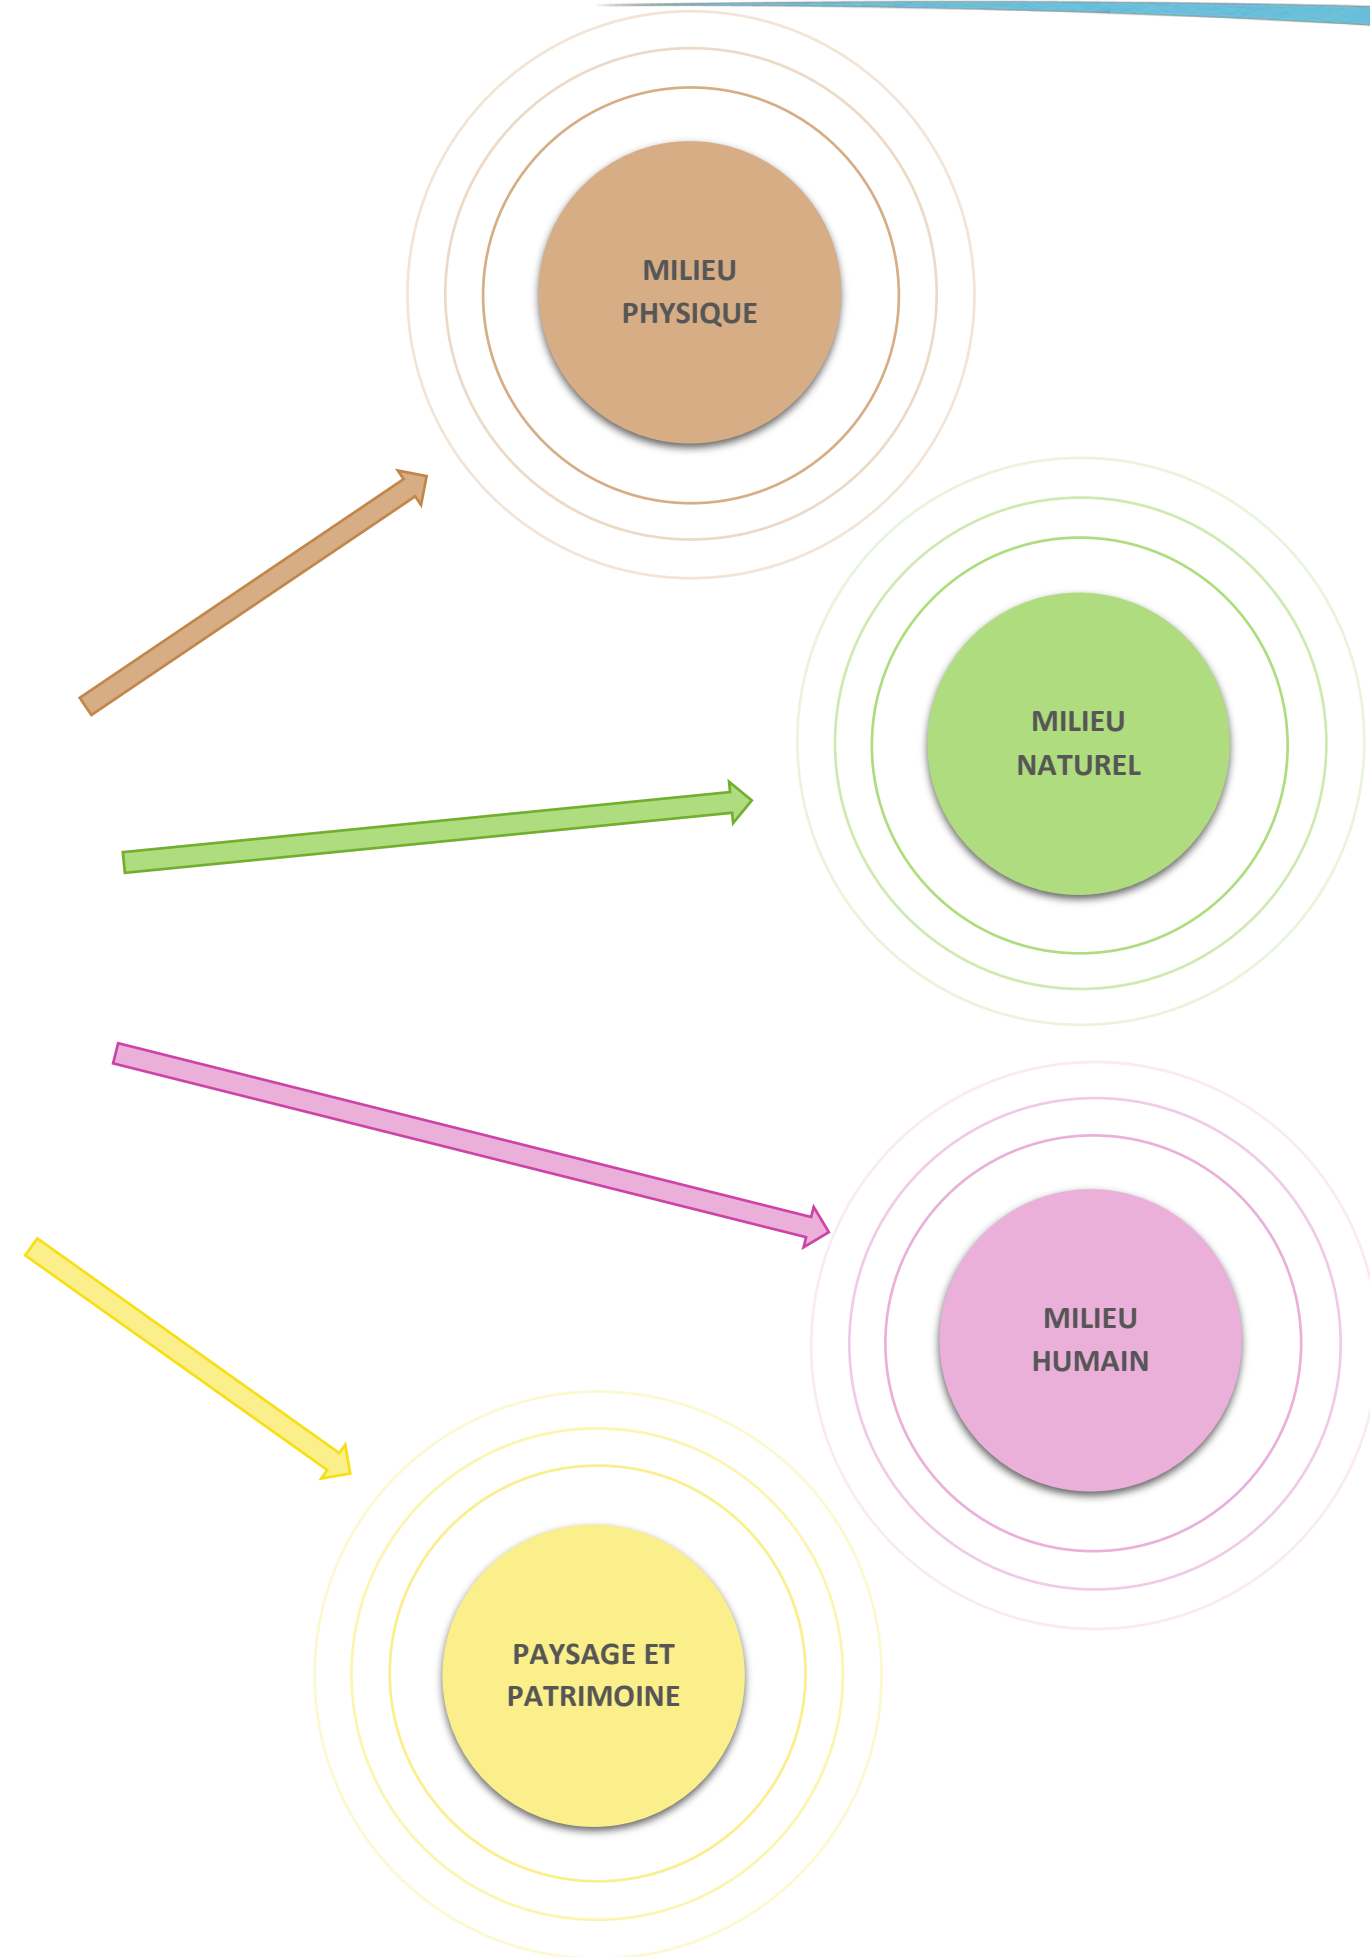 MILIEU
PHYSIQUE
MILIEU
NATUREL
MILIEU
HUMAIN
PAYSAGE ET
PATRIMOINE